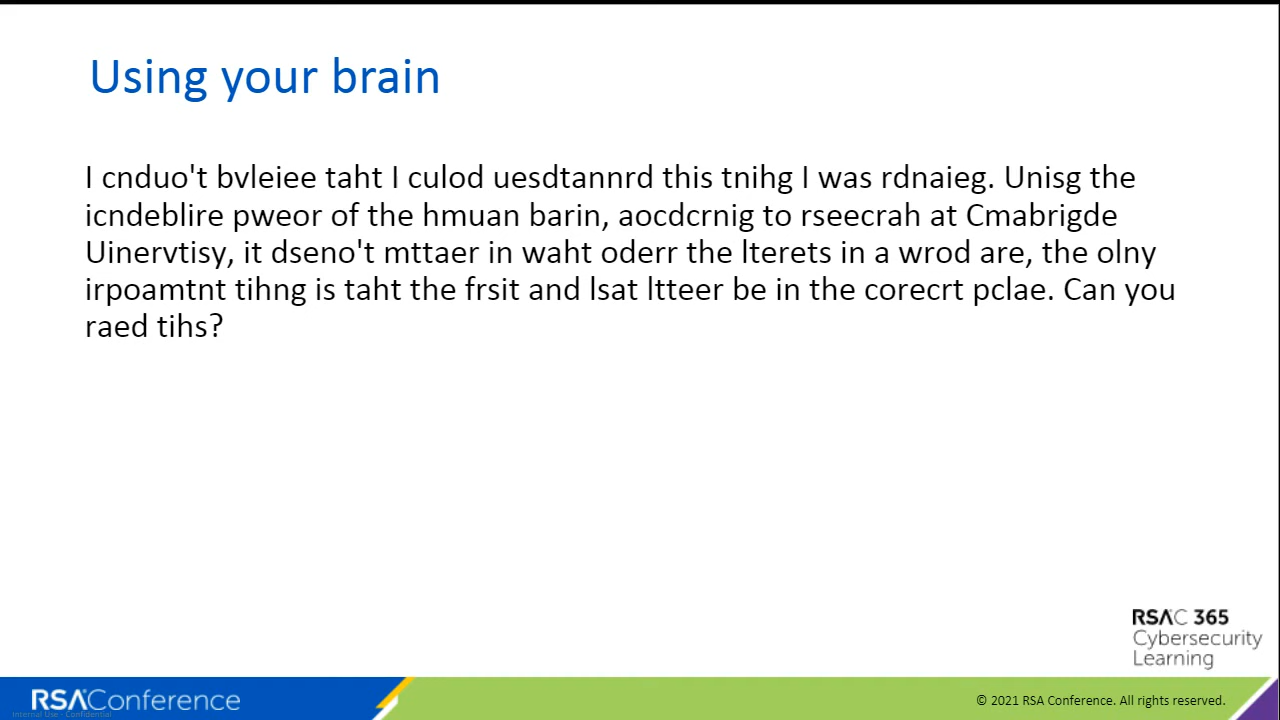 Using your brain
I cnduo't bvleiee taht I culod uesdtannrd this tnihg I was rdnaieg. Unisg the
icndeblire pweor of the hmuan barin, aocdcrnig to rseecrah at Cmabrigde
Uinervtisy, it dseno't mttaer in waht oderr the lterets in a wrod are, the olny
irpoamtnt tihng is taht the frsit and lsat ltteer be in the corecrt pclae. Can you
raed tihs?
RSAC 365
Cybersecurity
Learning
RSAConference
Internal Use - Confidential
© 2021 RSA Conference. All rights reserved.